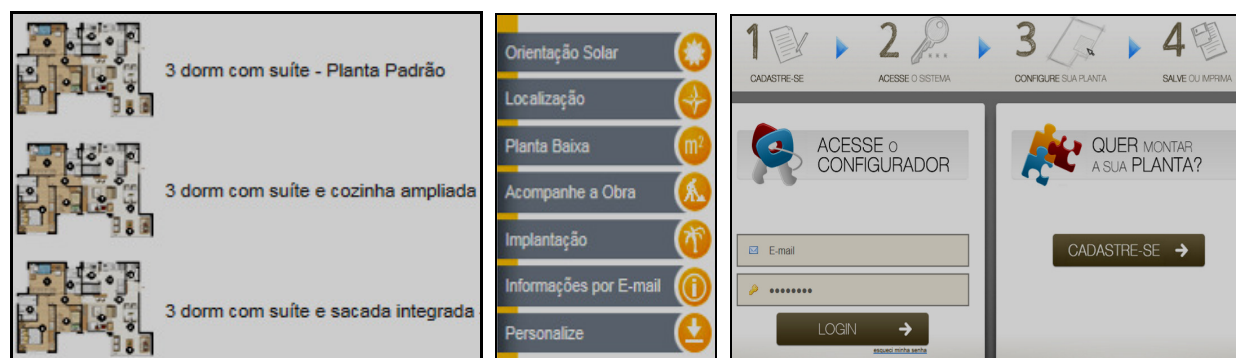 3 dorm com suíte - Planta Padrão
3 dorm com suíte e cozinha ampliada
3 dorm com suíte e sacada integrada
Orientação Solar
Localização
Planta Baixa
m²
Acompanhe a Obra
Implantação
Informações por E-mail
i
Personalize
1
2
3
4
CADASTRE-SE
ACESSE O SISTEMA
CONFIGURE SUA PLANTA
SALVE OU IMPRIMA
ACESSE O
CONFIGURADOR
E-mail
LOGIN
esqueci minha senha
QUER MONTAR
A SUA PLANTA?
CADASTRE-SE